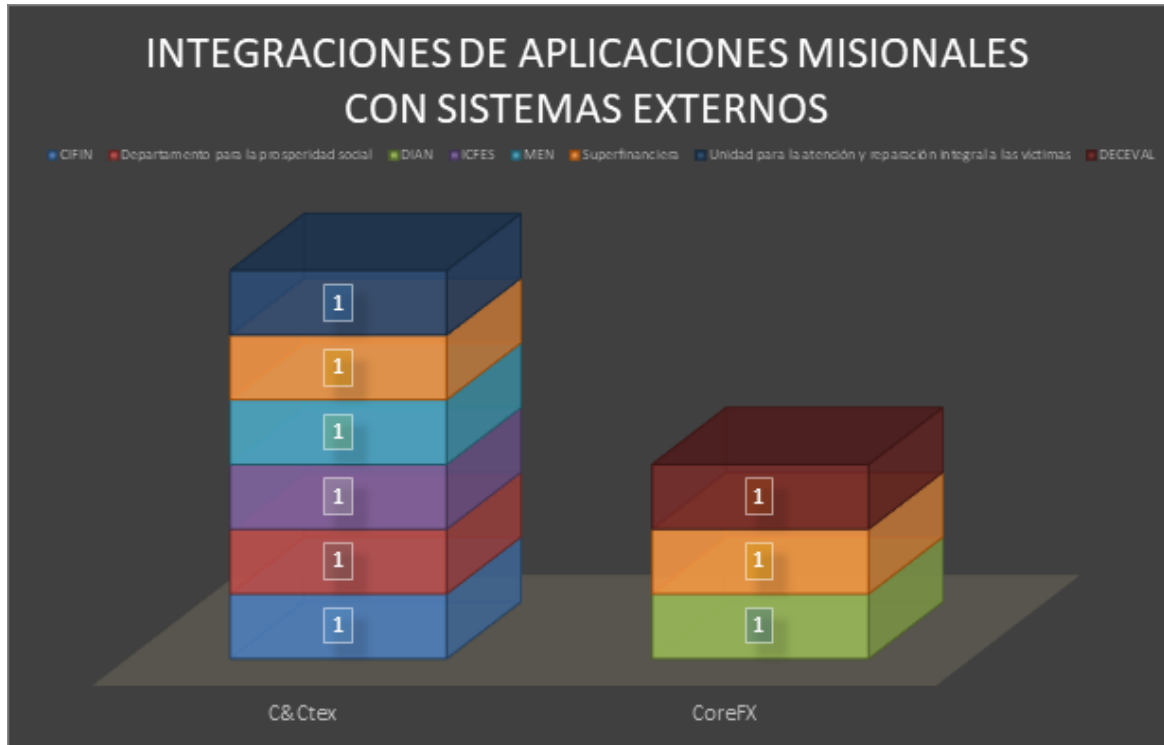 INTEGRACIONES DE APLICACIONES MISIONALES
CON SISTEMAS EXTERNOS
CIFIN Departamento para la prosperidad social DIAN ICFES MEN Superfinanciera Unidad para la atención y reparación integral a las víctimas DECEVAL
1
1
1
1
1
1
1
1
1
C&Ctex CoreFX